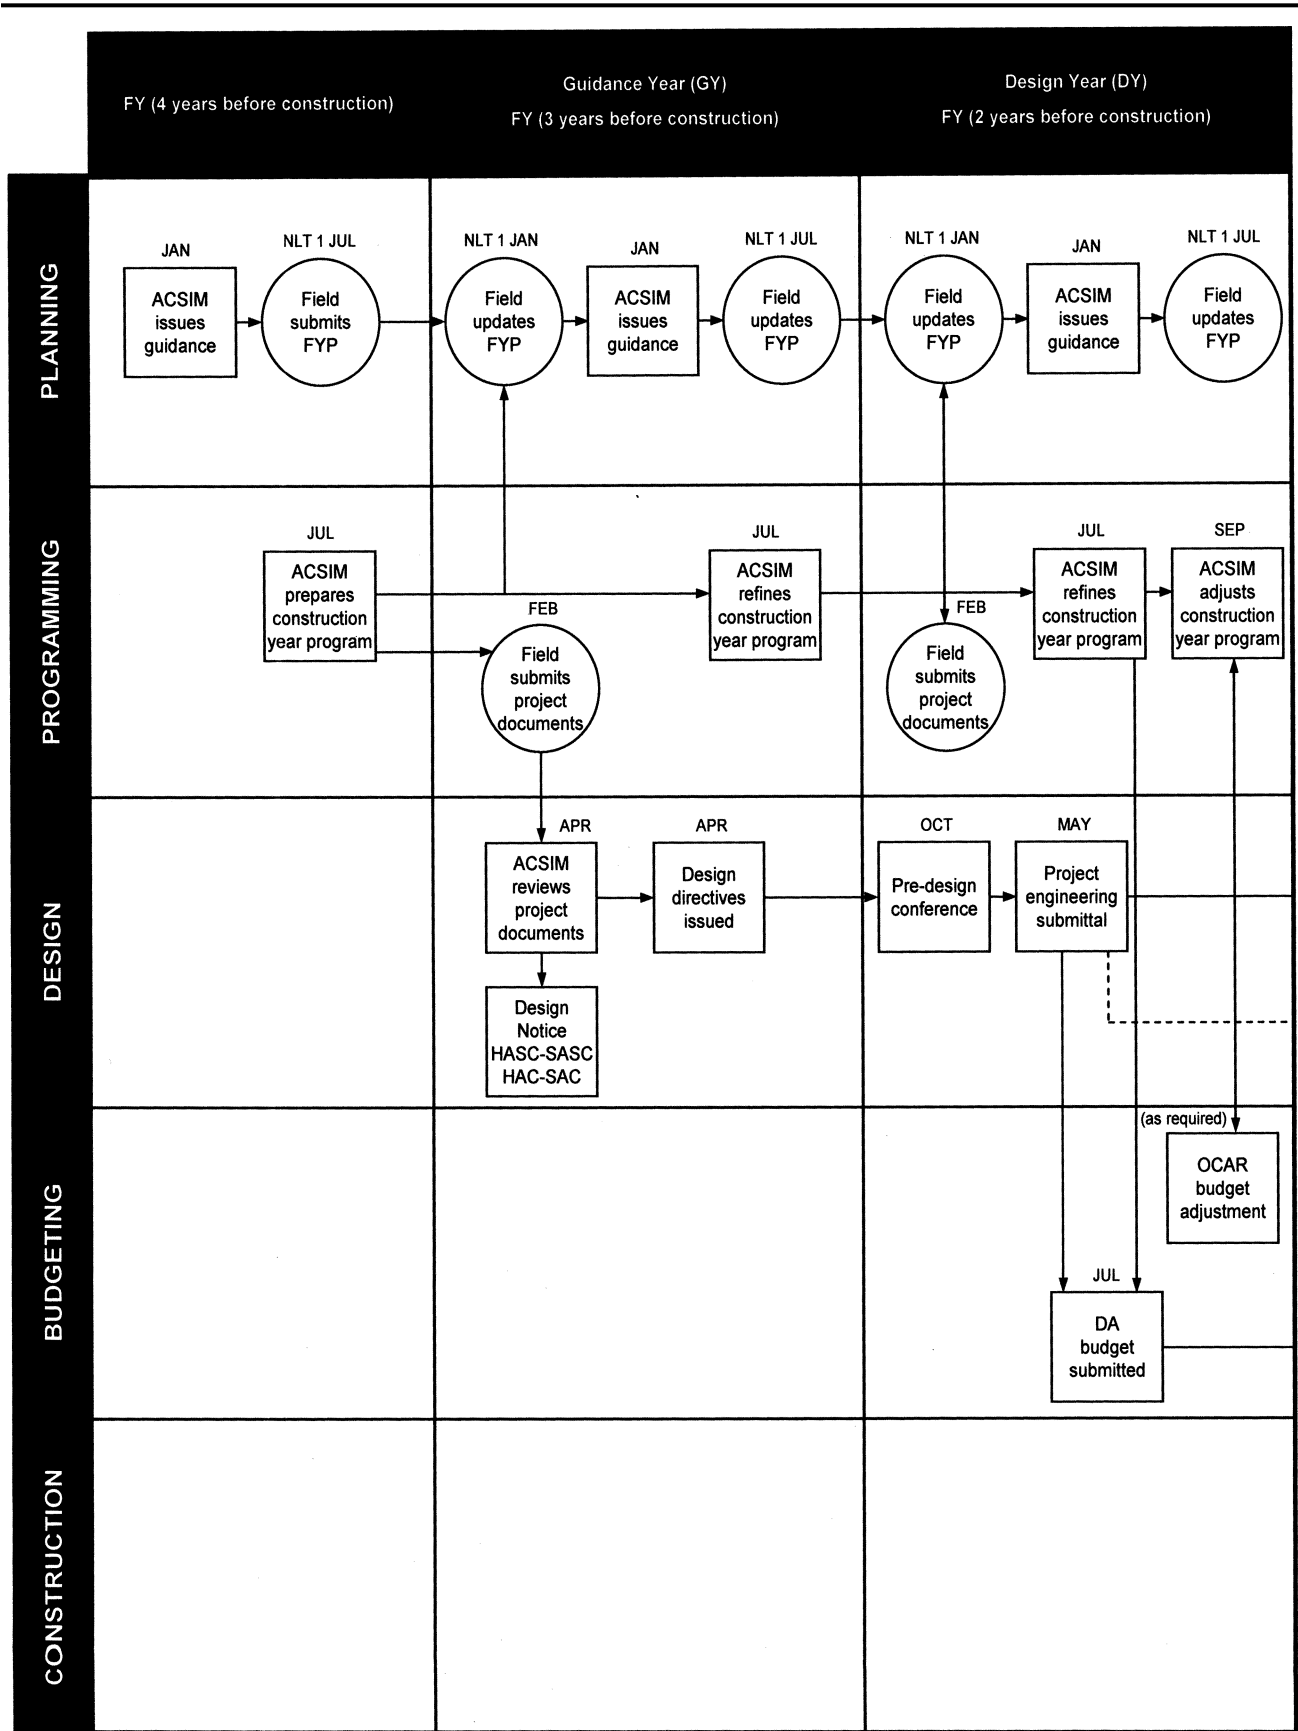 FY (4 years before construction)
Guidance Year (GY)
FY (3 years before construction)
Design Year (DY)
FY (2 years before construction)
PLANNING
JAN
ACSIM
issues
guidance
NLT 1 JUL
Field
submits
FYP
NLT 1 JAN
Field
updates
FYP
JAN
ACSIM
issues
guidance
NLT 1 JUL
Field
updates
FYP
NLT 1 JAN
Field
updates
FYP
JAN
ACSIM
issues
guidance
NLT 1 JUL
Field
updates
FYP
PROGRAMMING
JUL
ACSIM
prepares
construction
year program
FEB
Field
submits
project
documents
JUL
ACSIM
refines
construction
year program
FEB
Field
submits
project
documents
JUL
ACSIM
refines
construction
year program
SEP
ACSIM
adjusts
construction
year program
DESIGN
APR
ACSIM
reviews
project
documents
APR
Design
directives
issued
Design
Notice
HASC-SASC
HAC-SAC
OCT
Pre-design
conference
MAY
Project
engineering
submittal
BUDGETING
(as required)
OCAR
budget
adjustment
JUL
DA
budget
submitted
CONSTRUCTION